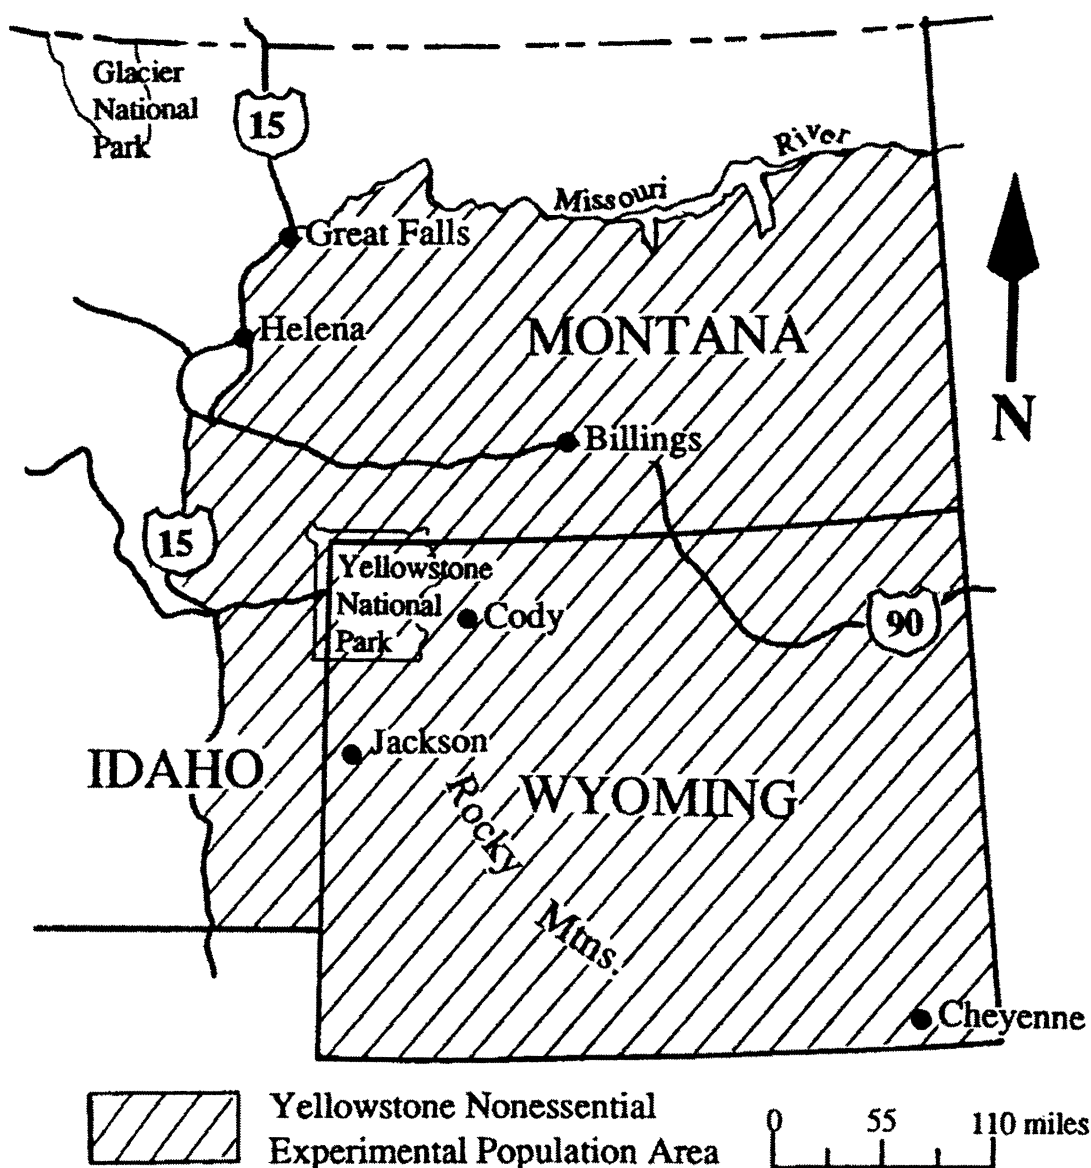 Glacier
National
Park
15
Missouri
River
Great Falls
Helena
MONTANA
N
Billings
15
Yellowstone
National
Park
Cody
90
Jackson
IDAHO
WYOMING
Rocky
Mtns.
Cheyenne
Yellowstone Nonessential
Experimental Population Area
0 55 110 miles